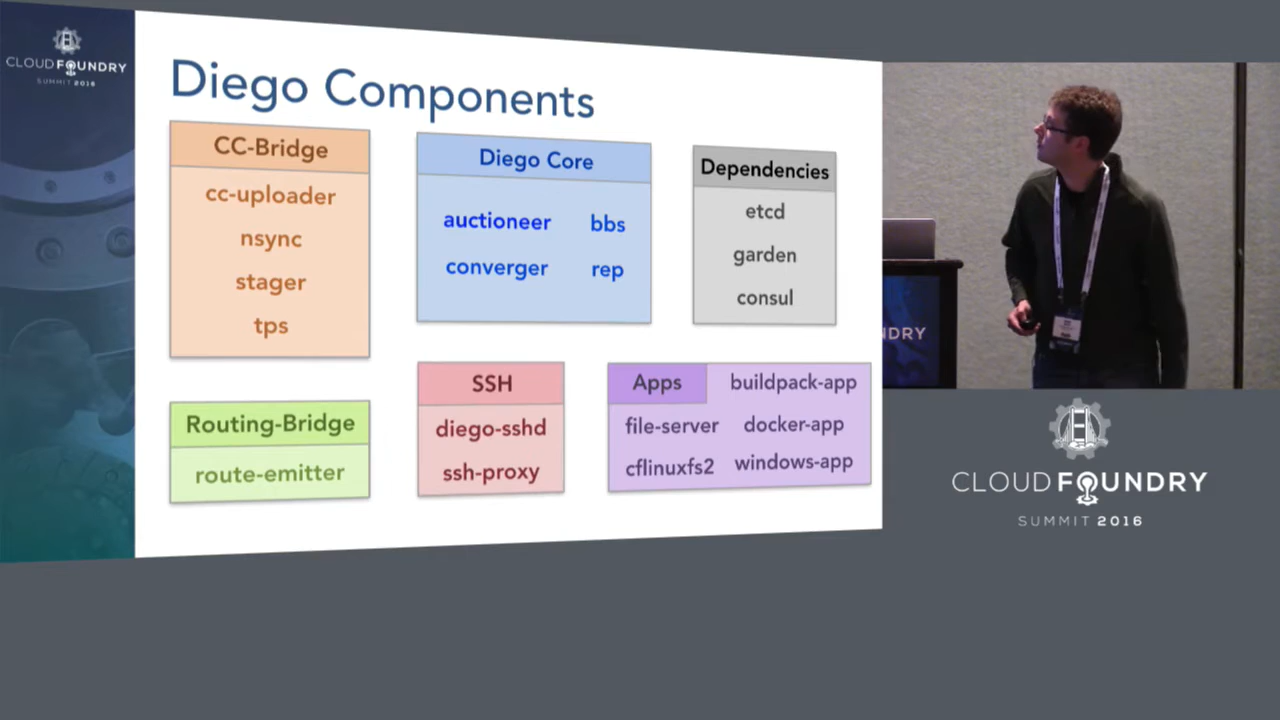 CLOUD FOUNDRY
SUMMIT 2016
Diego Components
CC-Bridge
cc-uploader
nsync
stager
tps
Diego Core
auctioneer bbs
converger rep
Dependencies
etcd
garden
consul
Routing-Bridge
route-emitter
SSH
diego-sshd
ssh-proxy
Apps buildpack-app
file-server docker-app
cflinuxfs2 windows-app
NDRY
CLOUD FOUNDRY
SUMMIT 2016